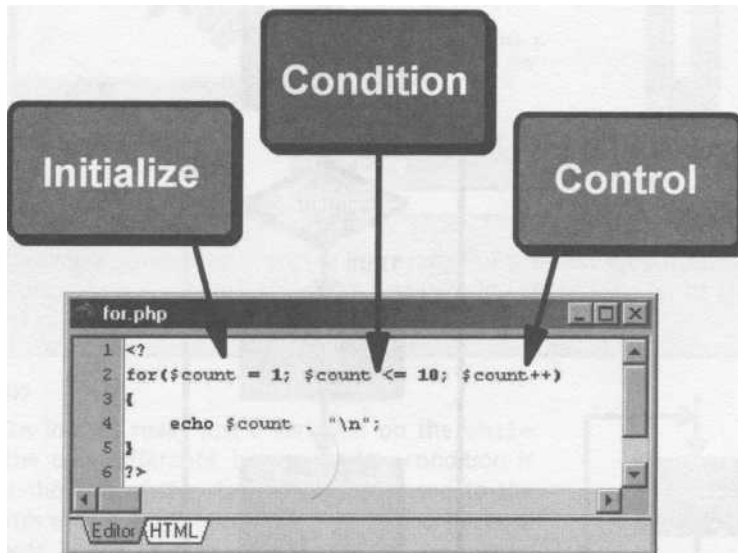 Condition
Initialize
Control
for.php
1 <?
2 for($count = 1; $count <= 10; $count++)
3 {
4 echo $count . "\n";
5 }
6 ?>
Editor HTML